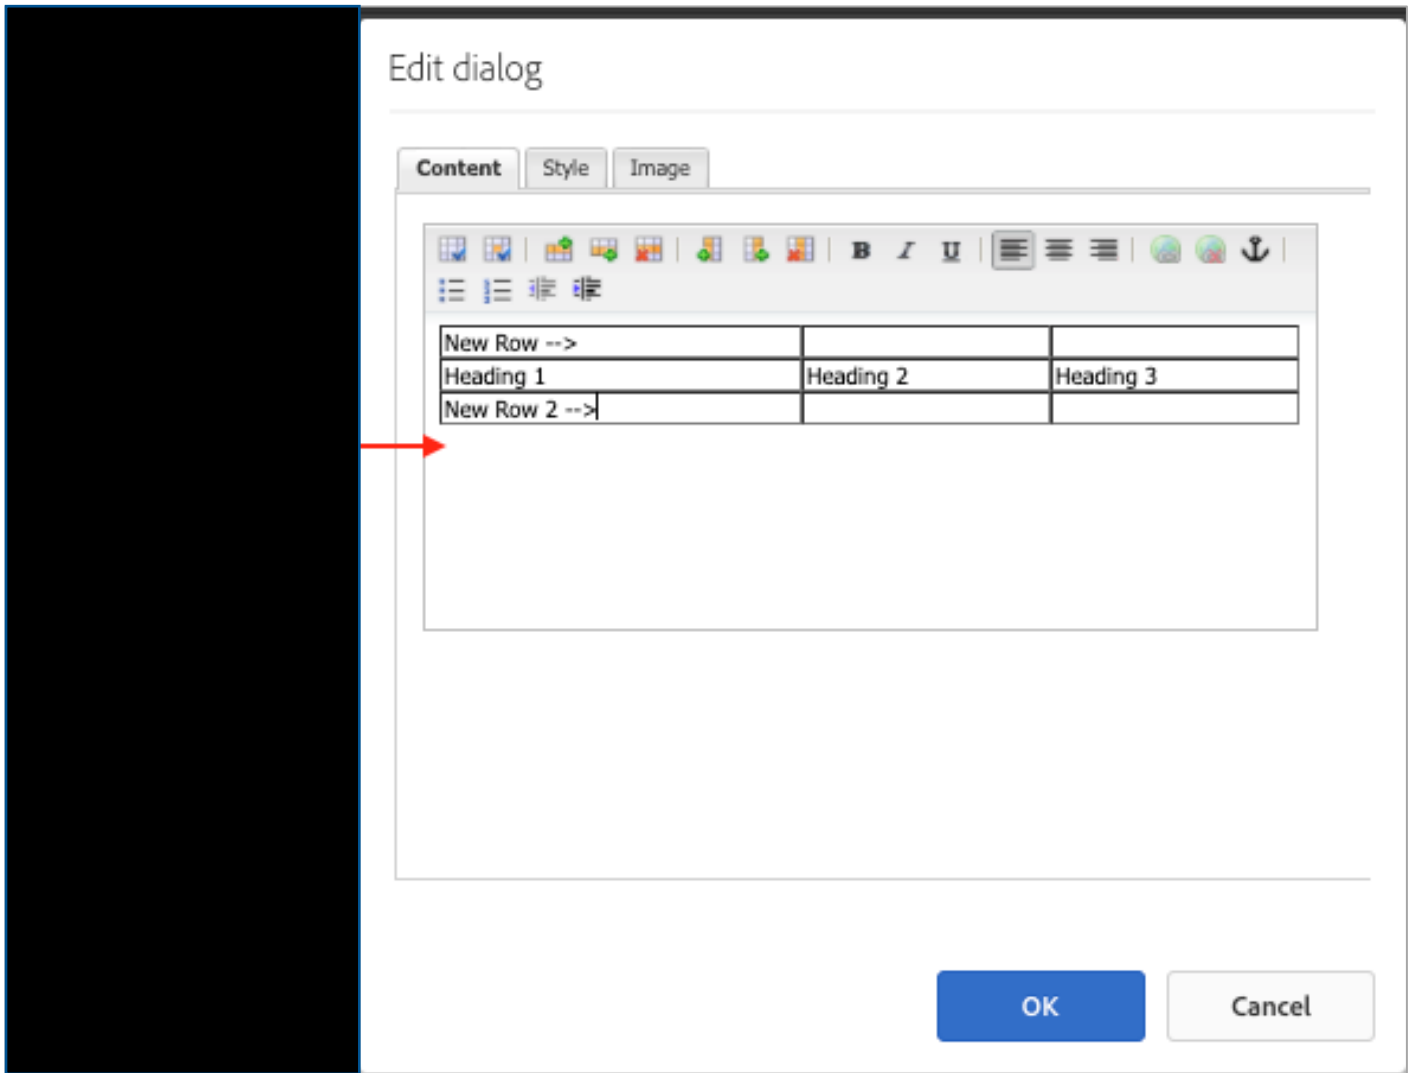 Edit dialog
Content Style Image
B I U
New Row -->
Heading 1 Heading 2 Heading 3
New Row 2 -->
OK Cancel